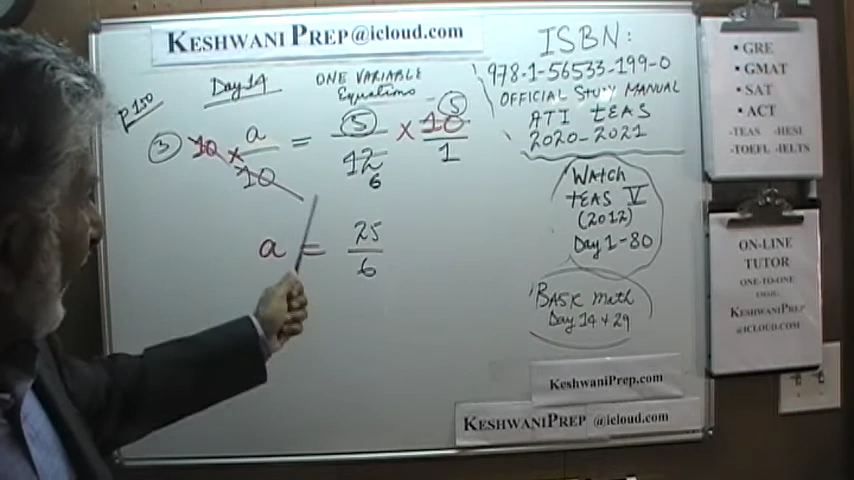 KESHWANI PREP@icloud.com
ISBN:
978-1-56533-199-0
OFFICIAL STUDY MANUAL
ATI TEAS
2020-2021
P 150
Day 14
ONE VARIABLE
Equations
③ 10 × a/10 = 5/12 × 10/1
5
6
a = 25/6
WATCH
TEAS V
(2012)
Day 1-80
BASIC Math
Day 14 & 29
• GRE
• GMAT
• SAT
• ACT
-TEAS -HESI
-TOEFL -IELTS
ON-LINE
TUTOR
ONE-TO-ONE
EMAIL:
KESHWANIPREP
@ICLOUD.COM
KESHWANIPREP.com
KESHWANIPREP @icloud.com